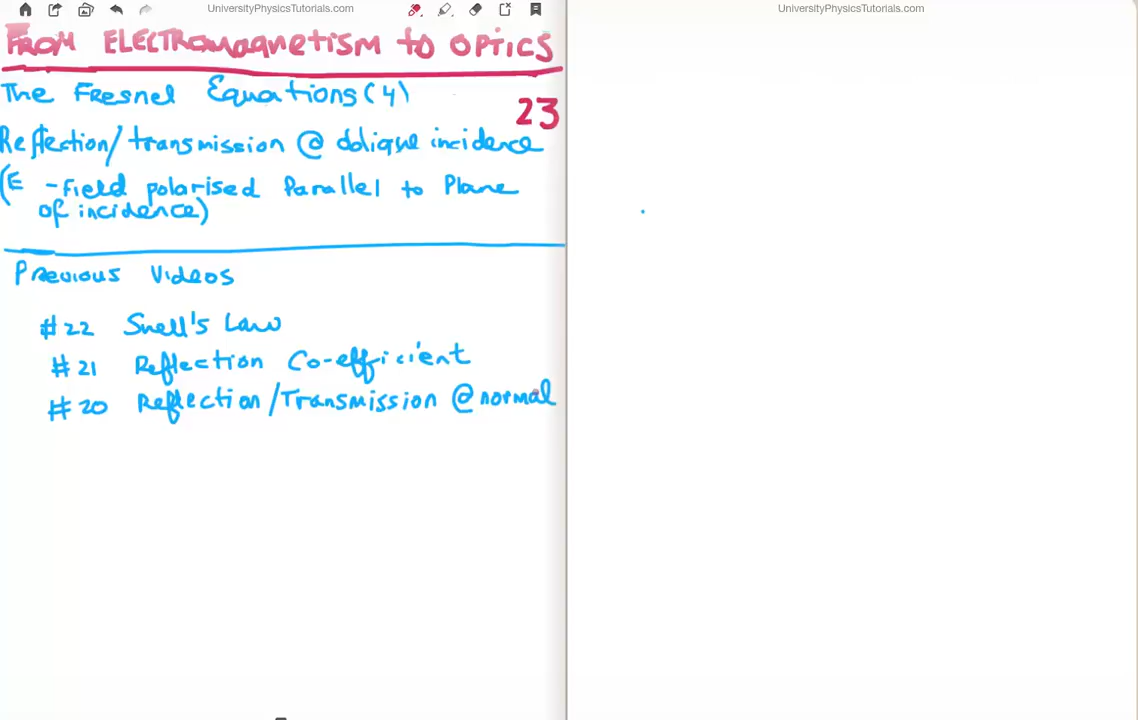 UniversityPhysicsTutorials.com
UniversityPhysicsTutorials.com
FROM ELECTROMAGNETISM to OPTICS
The Fresnel Equations (4)
23
Reflection/transmission @ oblique incidence
(E -field polarised Parallel to Plane
of incidence)
Previous Videos
#22 Snell's Law
#21 Reflection Co-efficient
#20 Reflection/Transmission @ normal